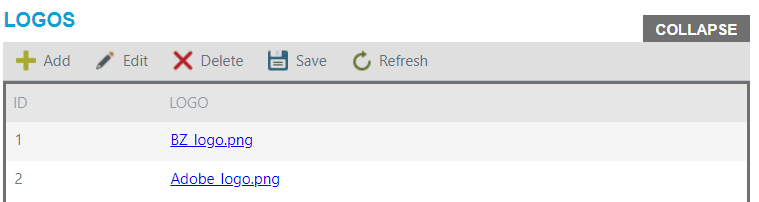 LOGOS
COLLAPSE
Add Edit Delete Save Refresh
ID LOGO
1 BZ_logo.png
2 Adobe_logo.png